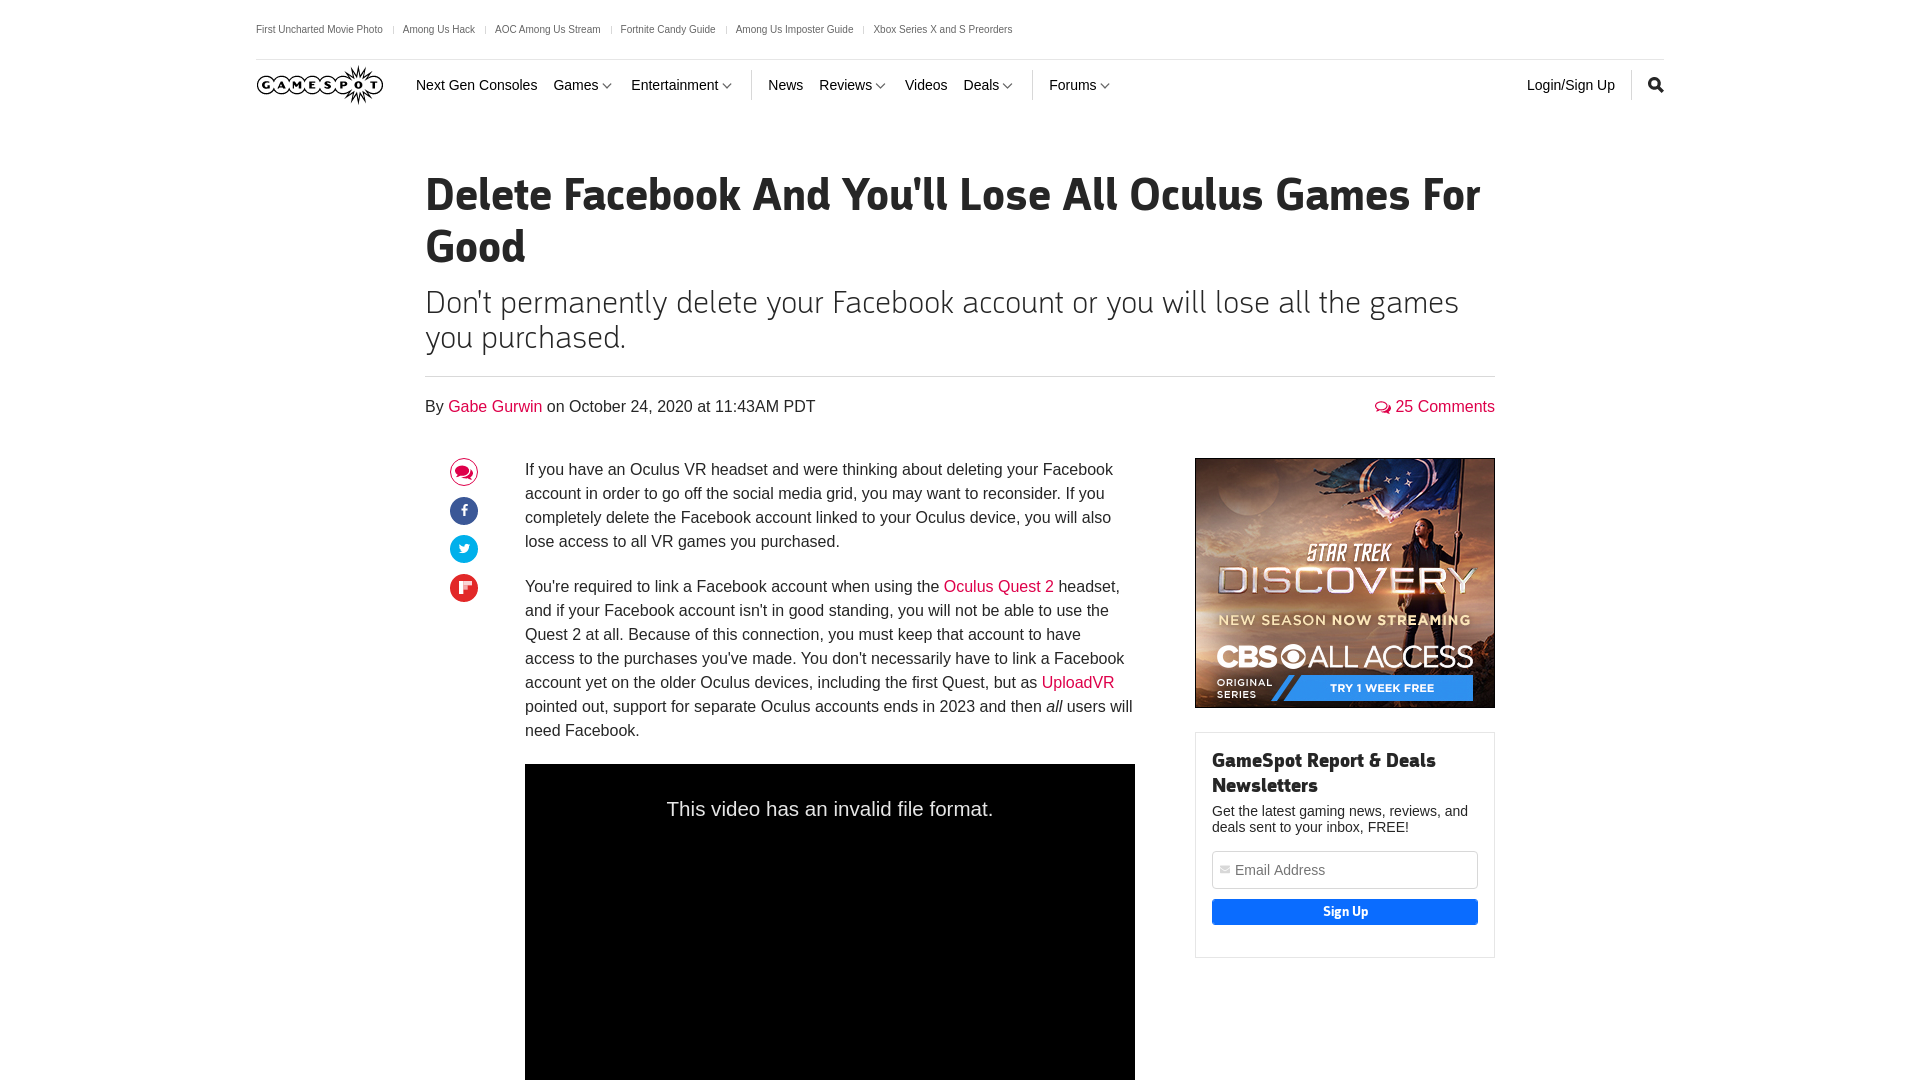 First Uncharted Movie Photo
Among Us Hack
AOC Among Us Stream
Fortnite Candy Guide
Among Us Imposter Guide
Xbox Series X and S Preorders
GAMESPOT
Next Gen Consoles
Games
Entertainment
News
Reviews
Videos
Deals
Forums
Login/Sign Up
Delete Facebook And You'll Lose All Oculus Games For
Good
Don't permanently delete your Facebook account or you will lose all the games
you purchased.
By Gabe Gurwin on October 24, 2020 at 11:43AM PDT
25 Comments
If you have an Oculus VR headset and were thinking about deleting your Facebook
account in order to go off the social media grid, you may want to reconsider. If you
completely delete the Facebook account linked to your Oculus device, you will also
lose access to all VR games you purchased.
You're required to link a Facebook account when using the Oculus Quest 2 headset,
and if your Facebook account isn't in good standing, you will not be able to use the
Quest 2 at all. Because of this connection, you must keep that account to have
access to the purchases you've made. You don't necessarily have to link a Facebook
account yet on the older Oculus devices, including the first Quest, but as UploadVR
pointed out, support for separate Oculus accounts ends in 2023 and then all users will
need Facebook.
This video has an invalid file format.
STAR TREK
DISCOVERY
NEW SEASON NOW STREAMING
CBS ALL ACCESS
ORIGINAL
SERIES
TRY 1 WEEK FREE
GameSpot Report & Deals
Newsletters
Get the latest gaming news, reviews, and
deals sent to your inbox, FREE!
Email Address
Sign Up